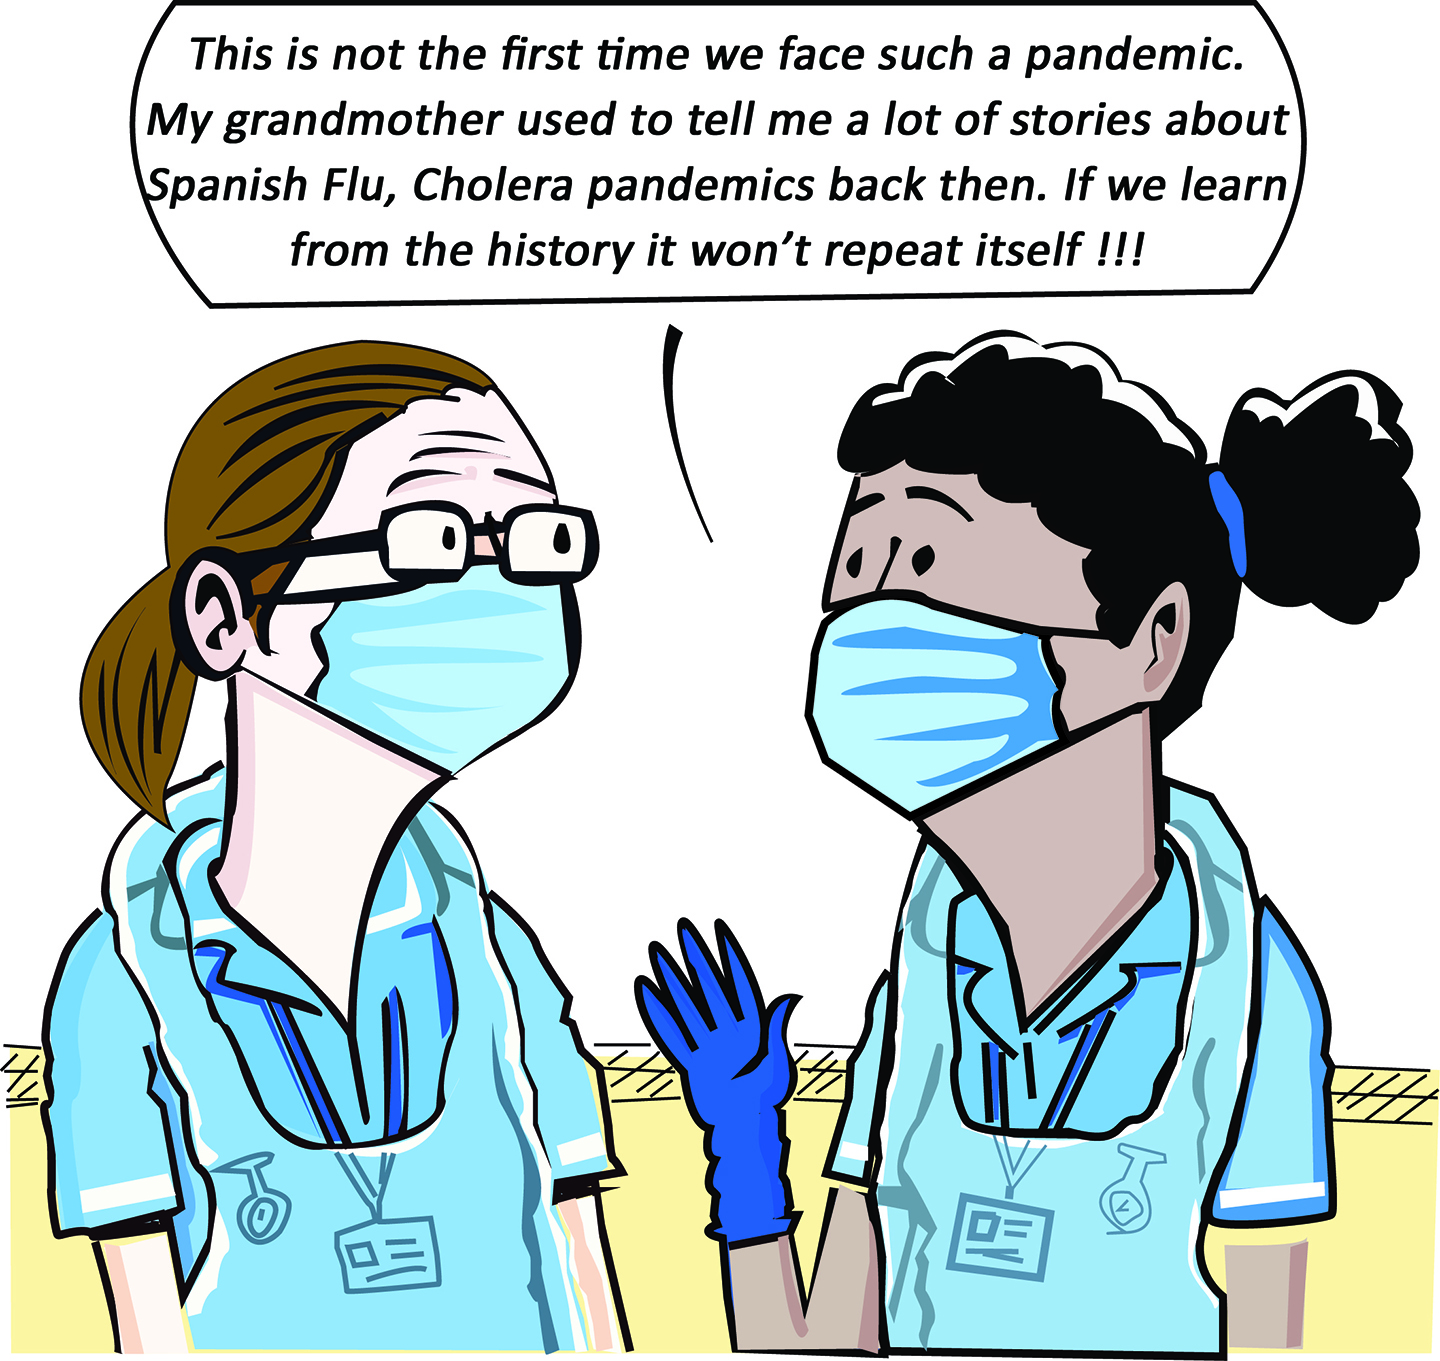 This is not the first time we face such a pandemic.
My grandmother used to tell me a lot of stories about
Spanish Flu, Cholera pandemics back then. If we learn
from the history it won’t repeat itself !!!